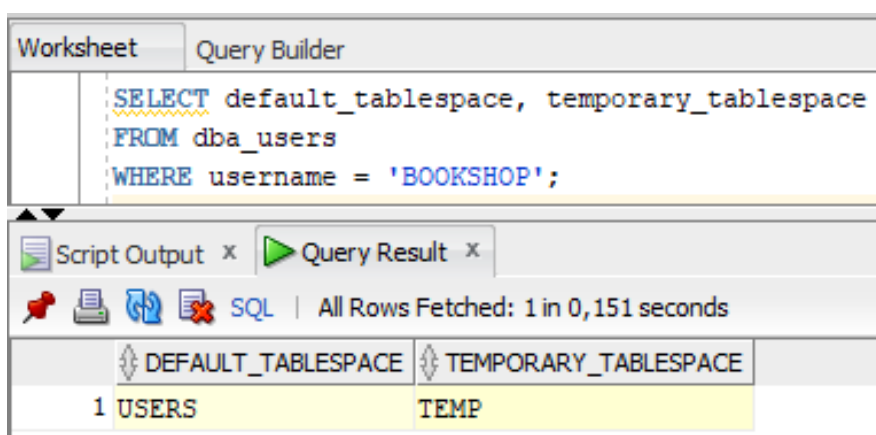 Worksheet Query Builder
SELECT default_tablespace, temporary_tablespace
FROM dba_users
WHERE username = 'BOOKSHOP';
Script Output x Query Result x
SQL | All Rows Fetched: 1 in 0,151 seconds
DEFAULT_TABLESPACE TEMPORARY_TABLESPACE
1 USERS TEMP